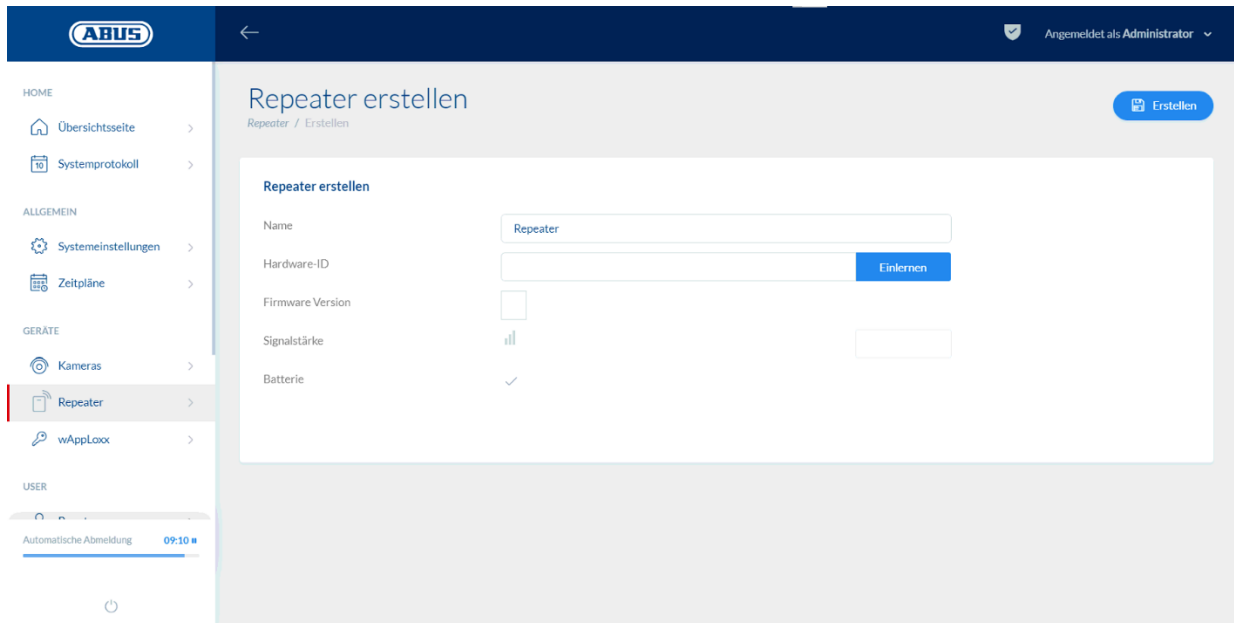 ABUS
Angemeldet als Administrator
HOME
Übersichtsseite
10 Systemprotokoll
ALLGEMEIN
Systemeinstellungen
Zeitpläne
GERÄTE
Kameras
Repeater
wAppLoxx
USER
Automatische Abmeldung 09:10
Repeater erstellen
Repeater / Erstellen
Erstellen
Repeater erstellen
Name Repeater
Hardware-ID Einlernen
Firmware Version
Signalstärke
Batterie